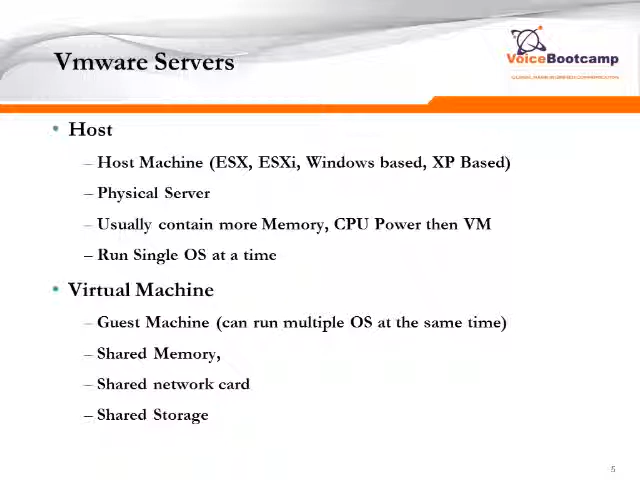 Vmware Servers
VoiceBootcamp
• Host
– Host Machine (ESX, ESXi, Windows based, XP Based)
– Physical Server
– Usually contain more Memory, CPU Power then VM
– Run Single OS at a time
• Virtual Machine
– Guest Machine (can run multiple OS at the same time)
– Shared Memory,
– Shared network card
– Shared Storage
5